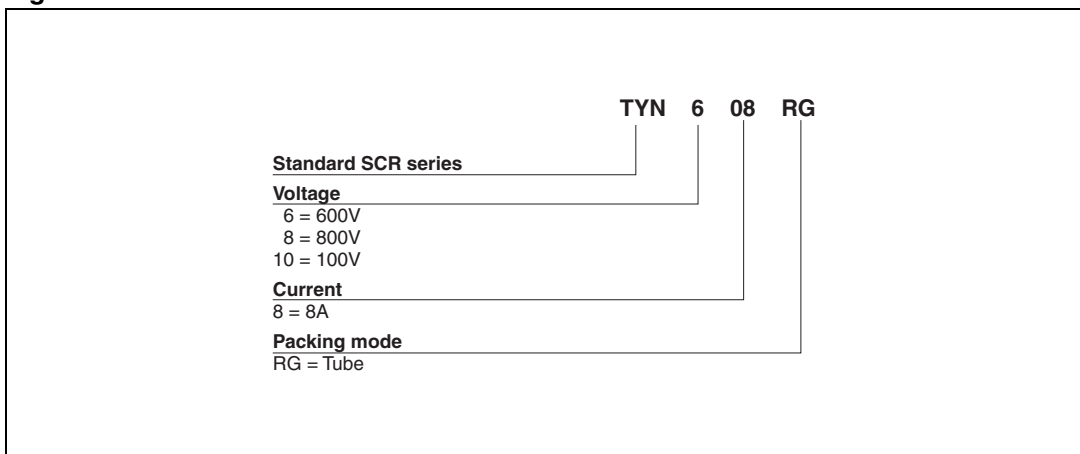 TYN 6 08 RG
Standard SCR series
Voltage
6 = 600V
8 = 800V
10 = 100V
Current
8 = 8A
Packing mode
RG = Tube